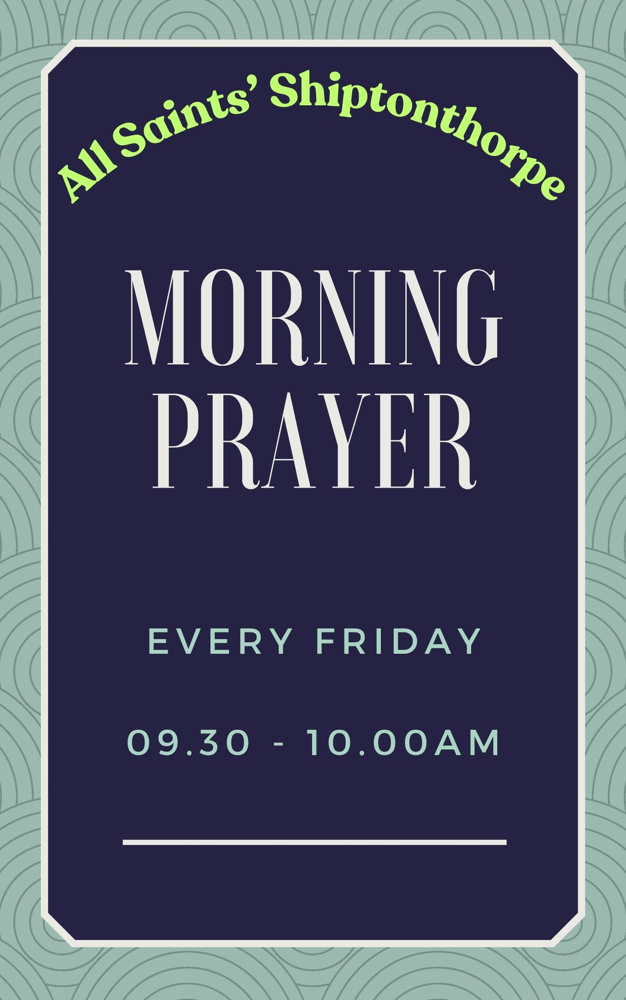 All Saints’ Shiptonthorpe
MORNING
PRAYER
EVERY FRIDAY
09.30 - 10.00AM